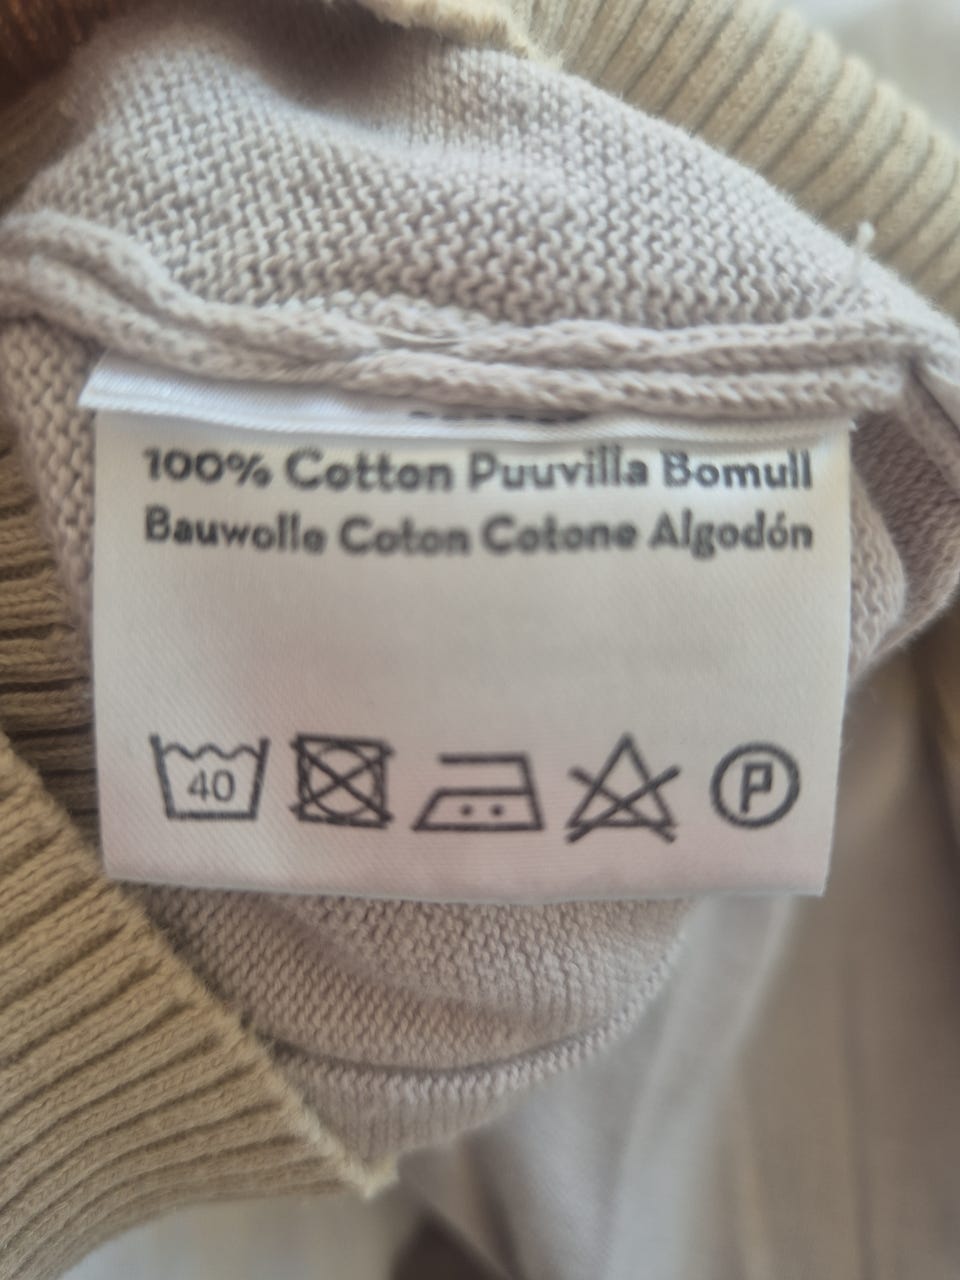 100% Cotton Puuvilla Bomull
Bauwolle Coton Cotone Algodón
40 P